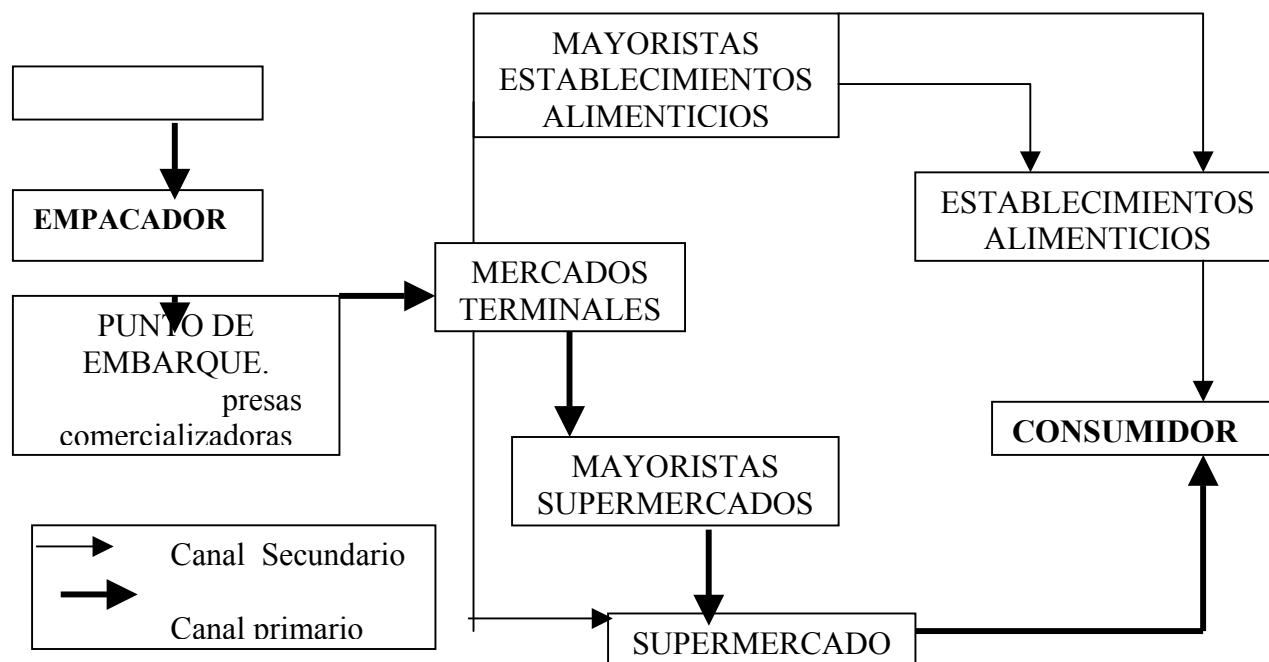 MAYORISTAS
ESTABLECIMIENTOS
ALIMENTICIOS
EMPACADOR
ESTABLECIMIENTOS
ALIMENTICIOS
MERCADOS
TERMINALES
PUNTO DE
EMBARQUE.
presas
comercializadoras
CONSUMIDOR
MAYORISTAS
SUPERMERCADOS
Canal Secundario
Canal primario
SUPERMERCADO